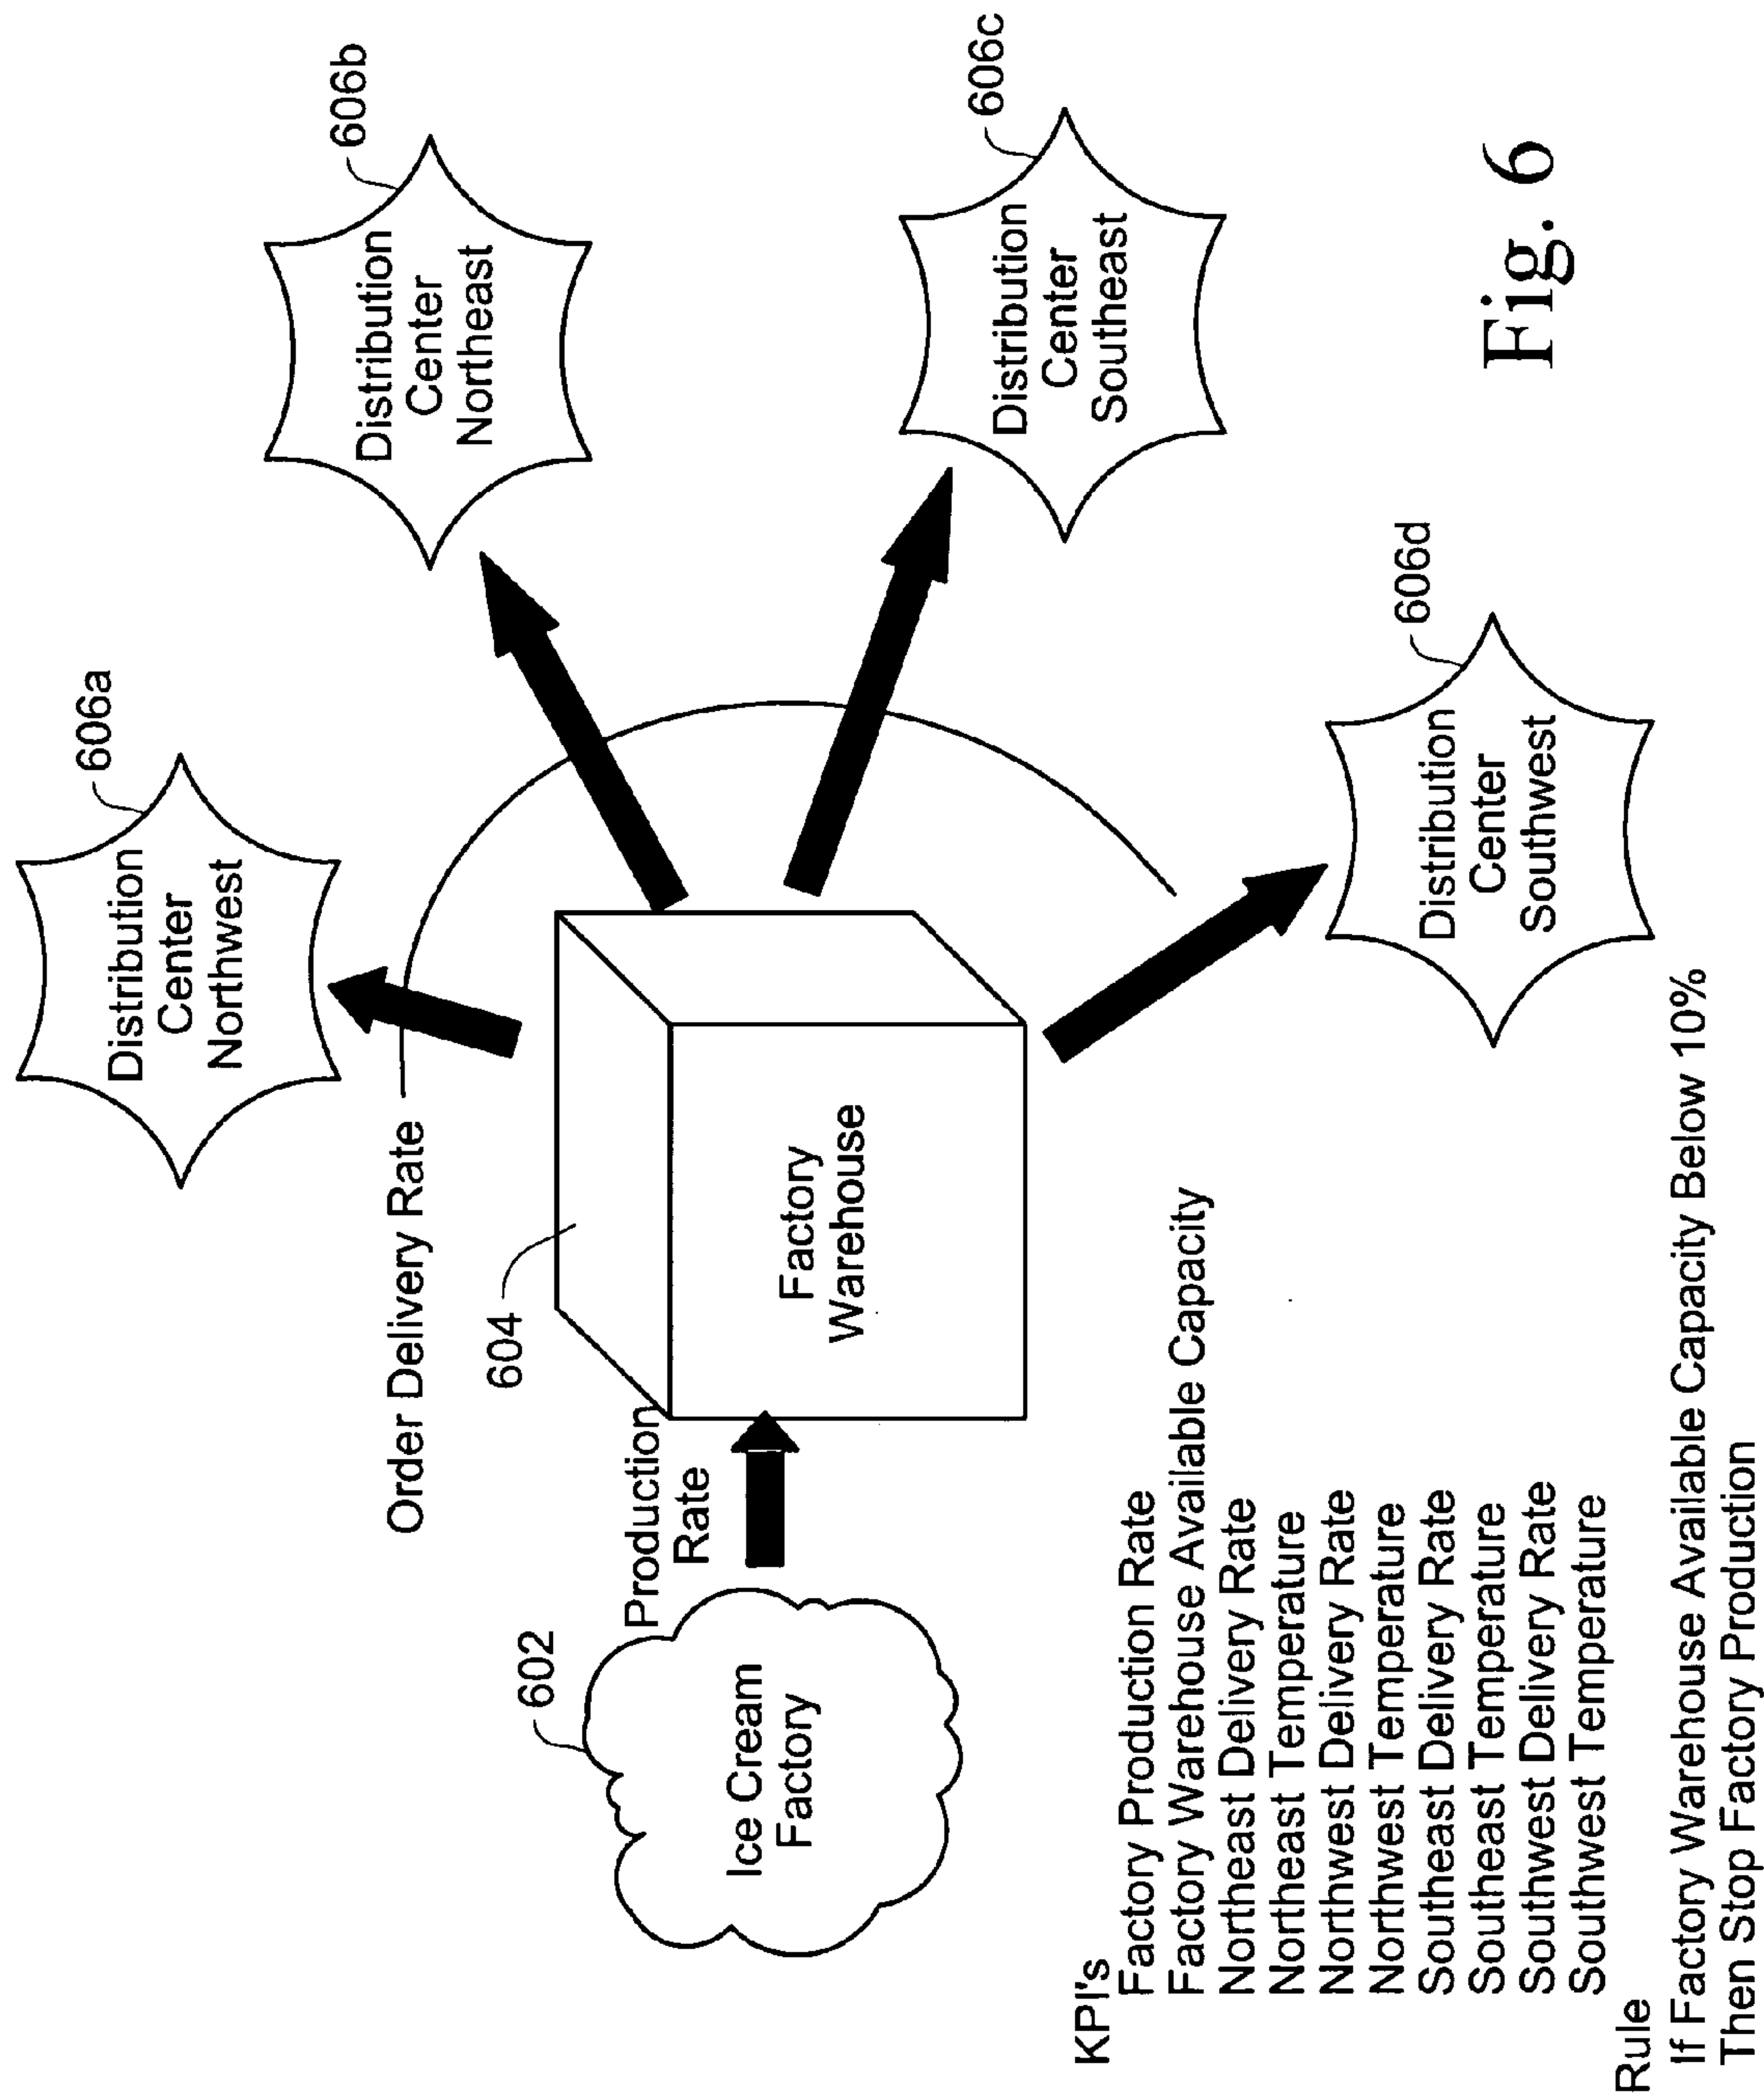 606a
Distribution
Center
Northwest
606b
Distribution
Center
Northeast
Order Delivery Rate
604
602
Production
Rate
Ice Cream
Factory
Factory
Warehouse
606c
Distribution
Center
Southeast
606d
Distribution
Center
Southwest
KPI's
Factory Production Rate
Factory Warehouse Available Capacity
Northeast Delivery Rate
Northeast Temperature
Northwest Delivery Rate
Northwest Temperature
Southeast Delivery Rate
Southeast Temperature
Southwest Delivery Rate
Southwest Temperature
Rule
If Factory Warehouse Available Capacity Below 10%
Then Stop Factory Production
Fig. 6